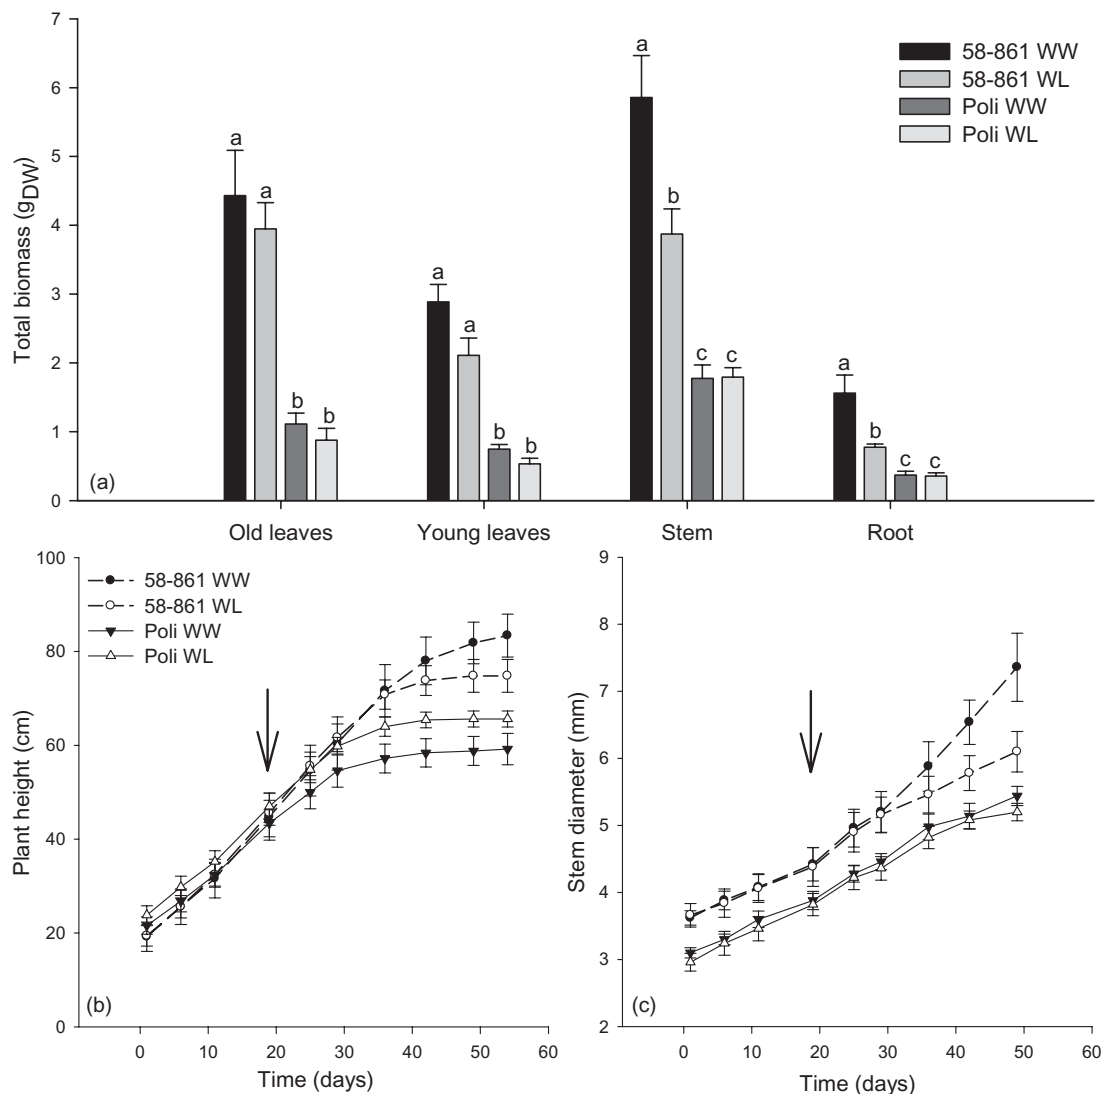 7
6
5
4
3
2
1
0
Total biomass (gDW)
58-861 WW
58-861 WL
Poli WW
Poli WL
a
a
b
b
a
a
b
b
a
b
c
c
a
b
c
c
(a)
Old leaves
Young leaves
Stem
Root
100
80
60
40
20
0
Plant height (cm)
58-861 WW
58-861 WL
Poli WW
Poli WL
(b)
0
10
20
30
40
50
60
Time (days)
9
8
7
6
5
4
3
2
Stem diameter (mm)
(c)
0
10
20
30
40
50
60
Time (days)